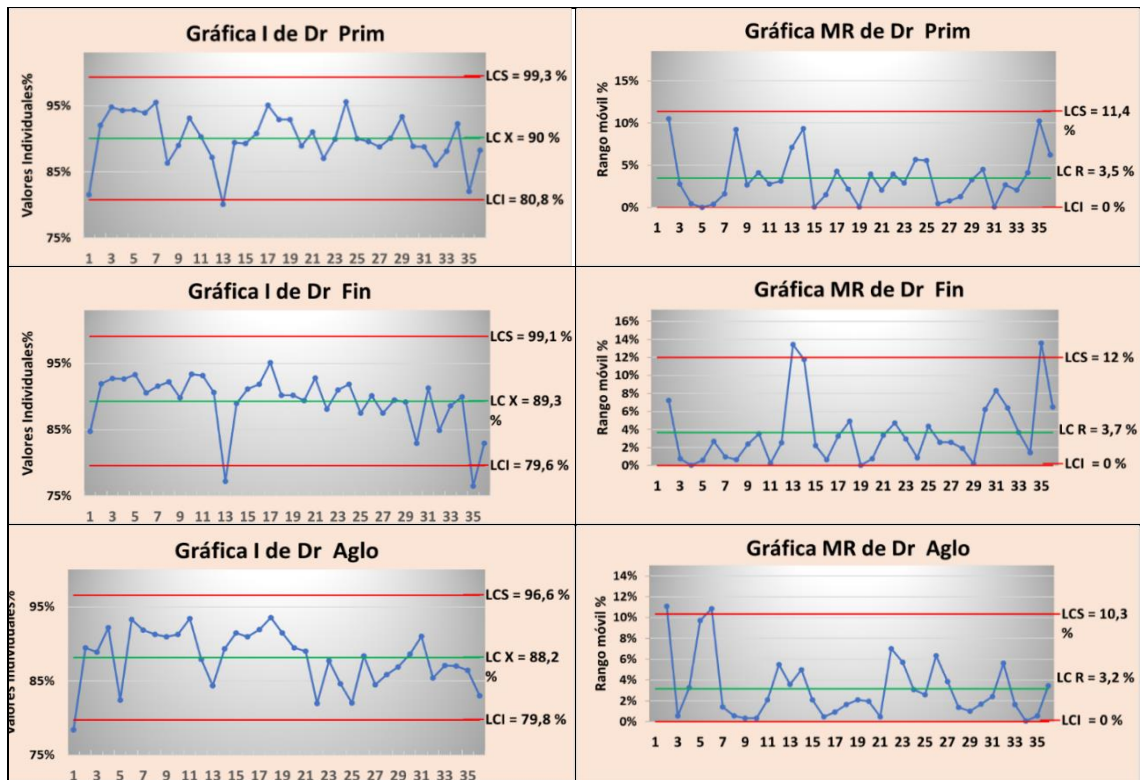 Gráfica I de Dr Prim
Valores Individuales%
95%
85%
75%
LCS = 99,3 %
LC X = 90 %
LCI = 80,8 %
1 3 5 7 9 11 13 15 17 19 21 23 25 27 29 31 33 35
Gráfica MR de Dr Prim
Rango móvil %
15%
10%
5%
0%
LCS = 11,4
%
LC R = 3,5 %
LCI = 0 %
1 3 5 7 9 11 13 15 17 19 21 23 25 27 29 31 33 35
Gráfica I de Dr Fin
Valores Individuales%
95%
85%
75%
LCS = 99,1 %
LC X = 89,3
%
LCI = 79,6 %
1 3 5 7 9 11 13 15 17 19 21 23 25 27 29 31 33 35
Gráfica MR de Dr Fin
Rango móvil %
16%
14%
12%
10%
8%
6%
4%
2%
0%
LCS = 12 %
LC R = 3,7 %
LCI = 0 %
1 3 5 7 9 11 13 15 17 19 21 23 25 27 29 31 33 35
Gráfica I de Dr Aglo
Valores Individuales%
95%
85%
75%
LCS = 96,6 %
LC X = 88,2
%
LCI = 79,8 %
1 3 5 7 9 11 13 15 17 19 21 23 25 27 29 31 33 35
Gráfica MR de Dr Aglo
Rango móvil %
14%
12%
10%
8%
6%
4%
2%
0%
LCS = 10,3
%
LC R = 3,2 %
LCI = 0 %
1 3 5 7 9 11 13 15 17 19 21 23 25 27 29 31 33 35